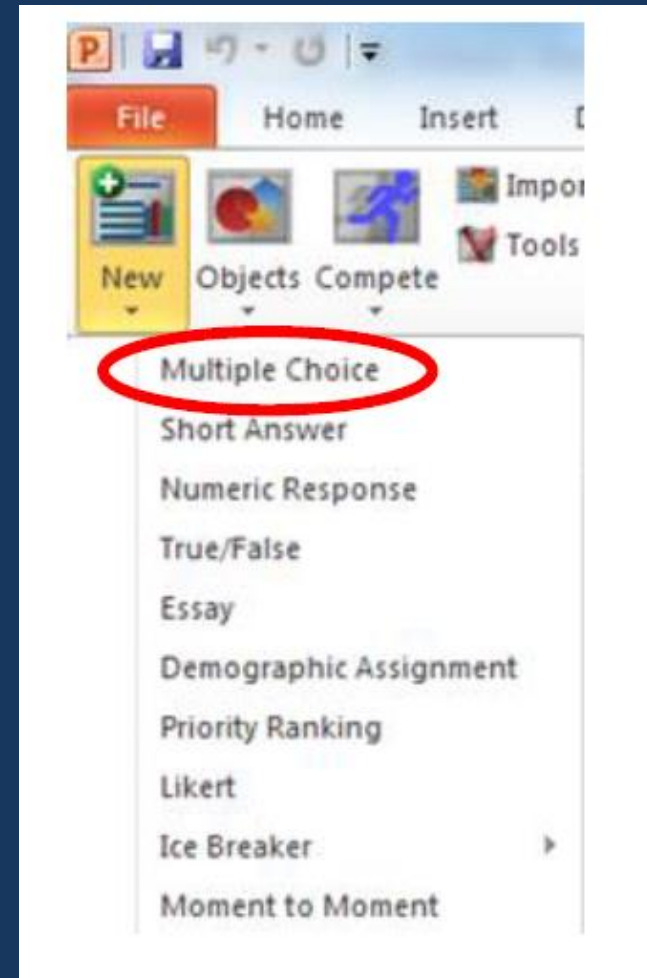 P
File Home Insert
Impor
Tools
New Objects Compete
Multiple Choice
Short Answer
Numeric Response
True/False
Essay
Demographic Assignment
Priority Ranking
Likert
Ice Breaker
Moment to Moment